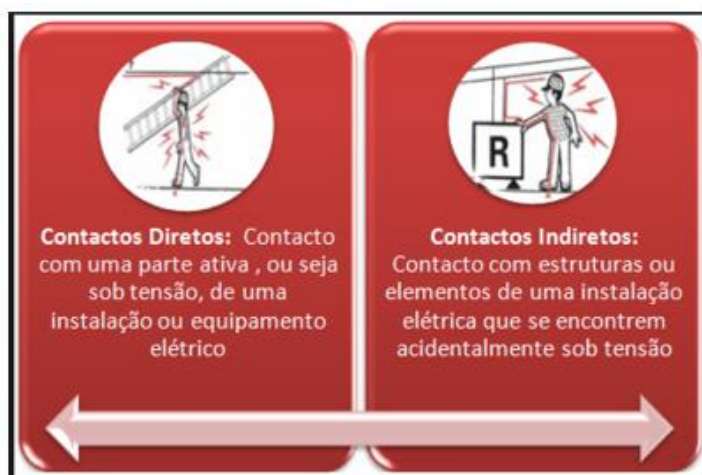 Contactos Diretos: Contacto
com uma parte ativa , ou seja
sob tensão, de uma
instalação ou equipamento
elétrico
R
Contactos Indiretos:
Contacto com estruturas ou
elementos de uma instalação
elétrica que se encontrem
acidentalmente sob tensão